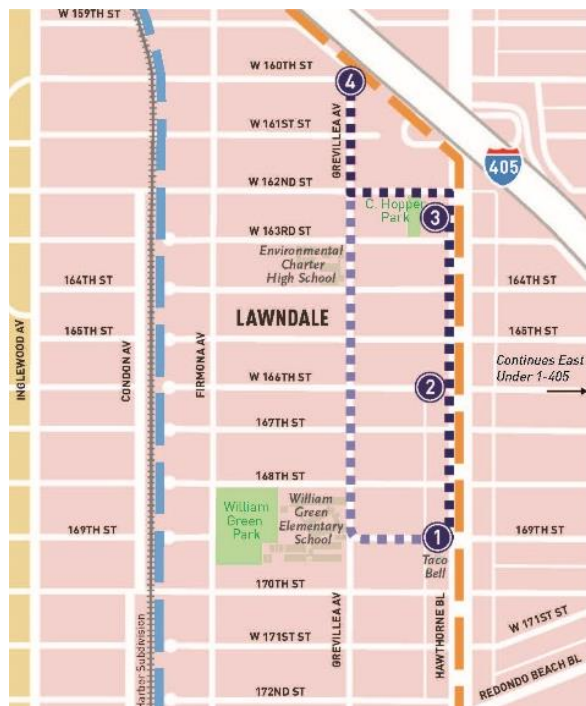 W 159TH ST
W 160TH ST
4
W 161ST ST
GREVILLEA AV
405
W 162ND ST
C. Hopper
Park
3
W 163RD ST
Environmental
Charter
High School
164TH ST
164TH ST
LAWNDALE
165TH ST
165TH ST
INGLEWOOD AV
CONDON AV
FIRMONA AV
Continues East
Under 1-405
W 166TH ST
2
167TH ST
168TH ST
William
Green
Park
William
Green
Elementary
School
169TH ST
1
169TH ST
Taco
Bell
170TH ST
GREVILLEA AV
HAWTHORNE BL
W 171ST ST
W 171ST ST
Harbor Subdivision
REDONDO BEACH BL
172ND ST